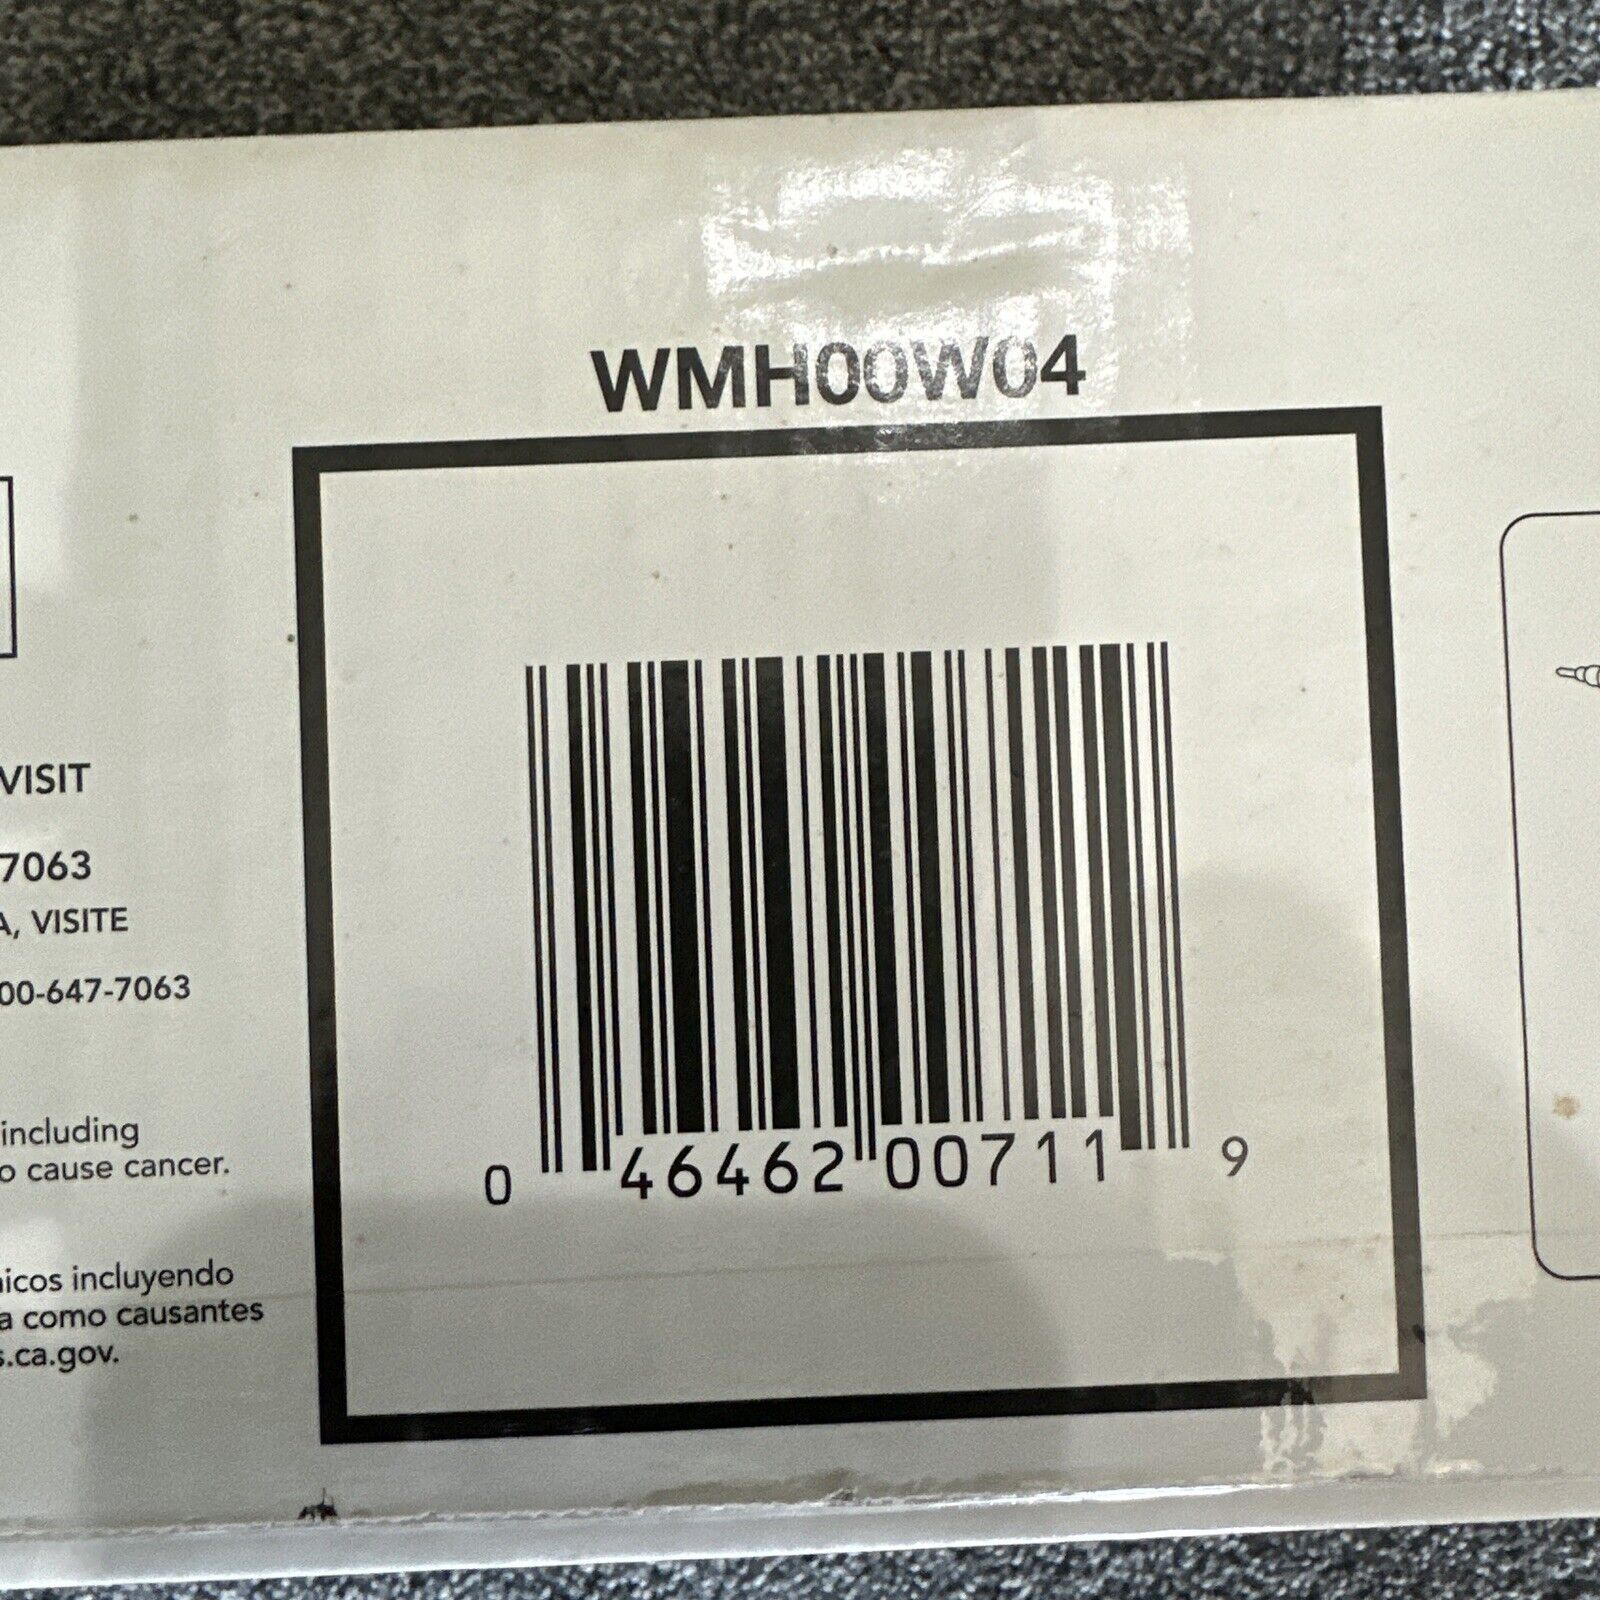 WMH00W04
VISIT
7063
A, VISITE
00-647-7063
including
o cause cancer.
icos incluyendo
a como causantes
s.ca.gov.
0 46462 00711 9